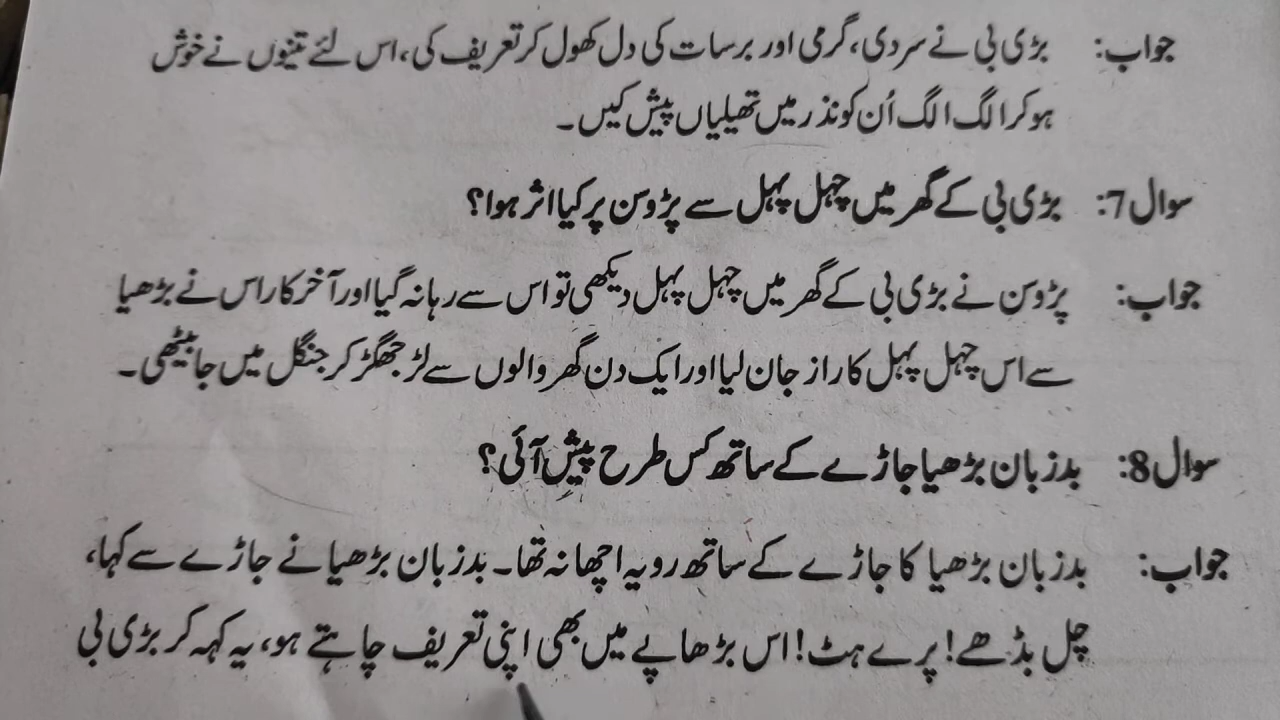 جواب: بڑی بی نے سردی، گرمی اور برسات کی دل کھول کر تعریف کی، اس لئے تینوں نے خوش
ہوکر الگ الگ اُن کو نذر میں تھیلیاں پیش کیں۔
سوال 7: بڑی بی کے گھر میں چہل پہل سے پڑوسن پر کیا اثر ہوا؟
جواب: پڑوسن نے بڑی بی کے گھر میں چہل پہل دیکھی تو اس سے رہا نہ گیا اور آخر کار اس نے بڑھیا
سے اس چہل پہل کا راز جان لیا اور ایک دن گھر والوں سے لڑ جھگڑ کر جنگل میں جا بیٹھی۔
سوال 8: بدزبان بڑھیا جاڑے کے ساتھ کس طرح پیش آئی؟
جواب: بدزبان بڑھیا کا جاڑے کے ساتھ رویہ اچھا نہ تھا۔ بدزبان بڑھیا نے جاڑے سے کہا،
چل بڈھے! پرے ہٹ! اس بڑھاپے میں بھی اپنی تعریف چاہتے ہو، یہ کہہ کر بڑی بی